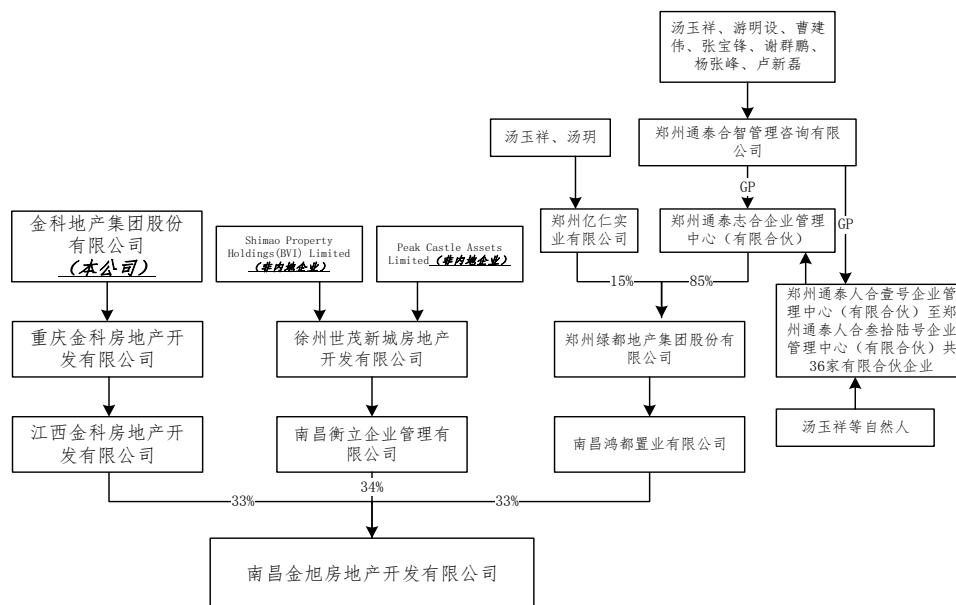 汤玉祥、游明设、曹建
伟、张宝锋、谢群鹏、
杨张峰、卢新磊
汤玉祥、汤玥
郑州通泰合智管理咨询有限
公司
GP
GP
金科地产集团股份
有限公司
（本公司）
Shimao Property
Holdings(BVI) Limited
（非内地企业）
Peak Castle Assets
Limited（非内地企业）
郑州亿仁实
业有限公司
郑州通泰志合企业管理
中心（有限合伙）
15%
85%
郑州通泰人合壹号企业管
理中心（有限合伙）至郑
州通泰人合叁拾陆号企业
管理中心（有限合伙）共
36家有限合伙企业
重庆金科房地产开
发有限公司
徐州世茂新城房地产
开发有限公司
郑州绿都地产集团股份有
限公司
汤玉祥等自然人
江西金科房地产开
发有限公司
南昌衡立企业管理有
限公司
南昌鸿都置业有限公司
33%
34%
33%
南昌金旭房地产开发有限公司